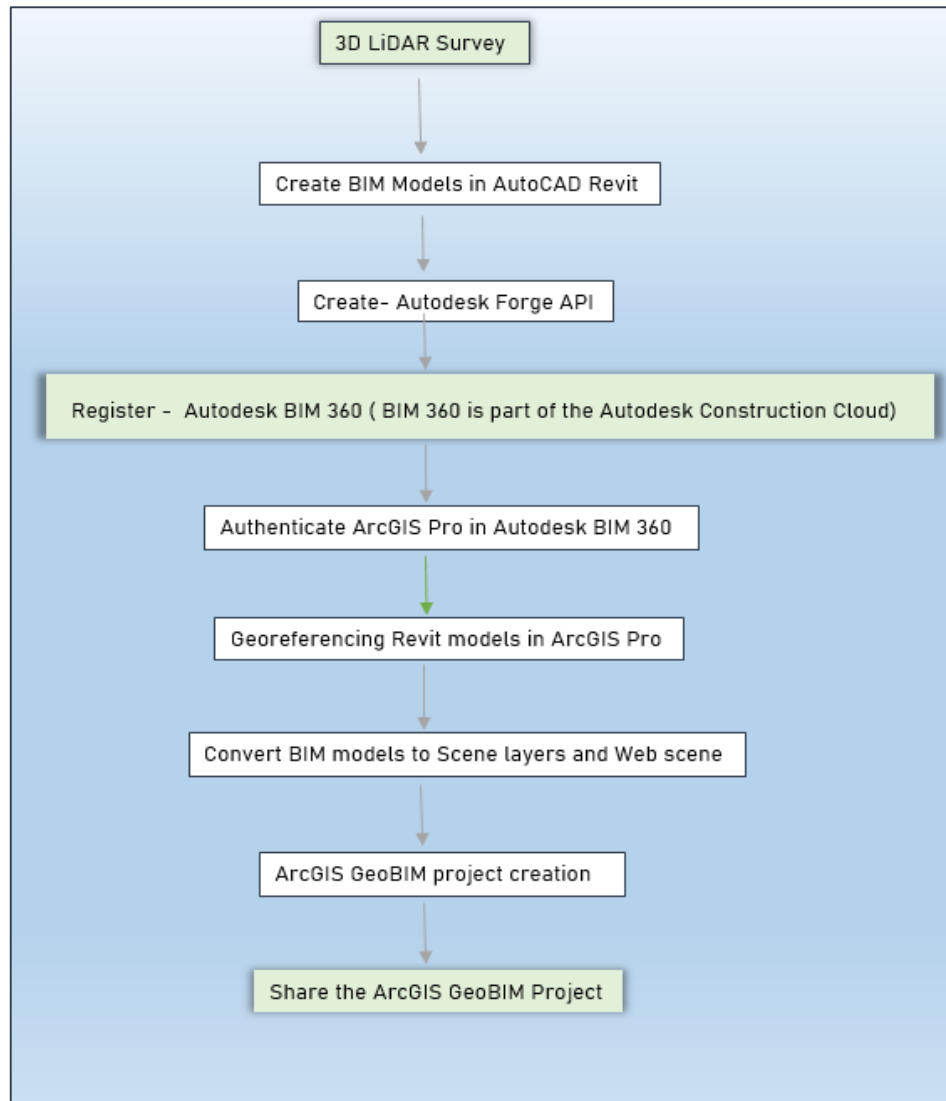 3D LiDAR Survey
Create BIM Models in AutoCAD Revit
Create- Autodesk Forge API
Register - Autodesk BIM 360 ( BIM 360 is part of the Autodesk Construction Cloud)
Authenticate ArcGIS Pro in Autodesk BIM 360
Georeferencing Revit models in ArcGIS Pro
Convert BIM models to Scene layers and Web scene
ArcGIS GeoBIM project creation
Share the ArcGIS GeoBIM Project